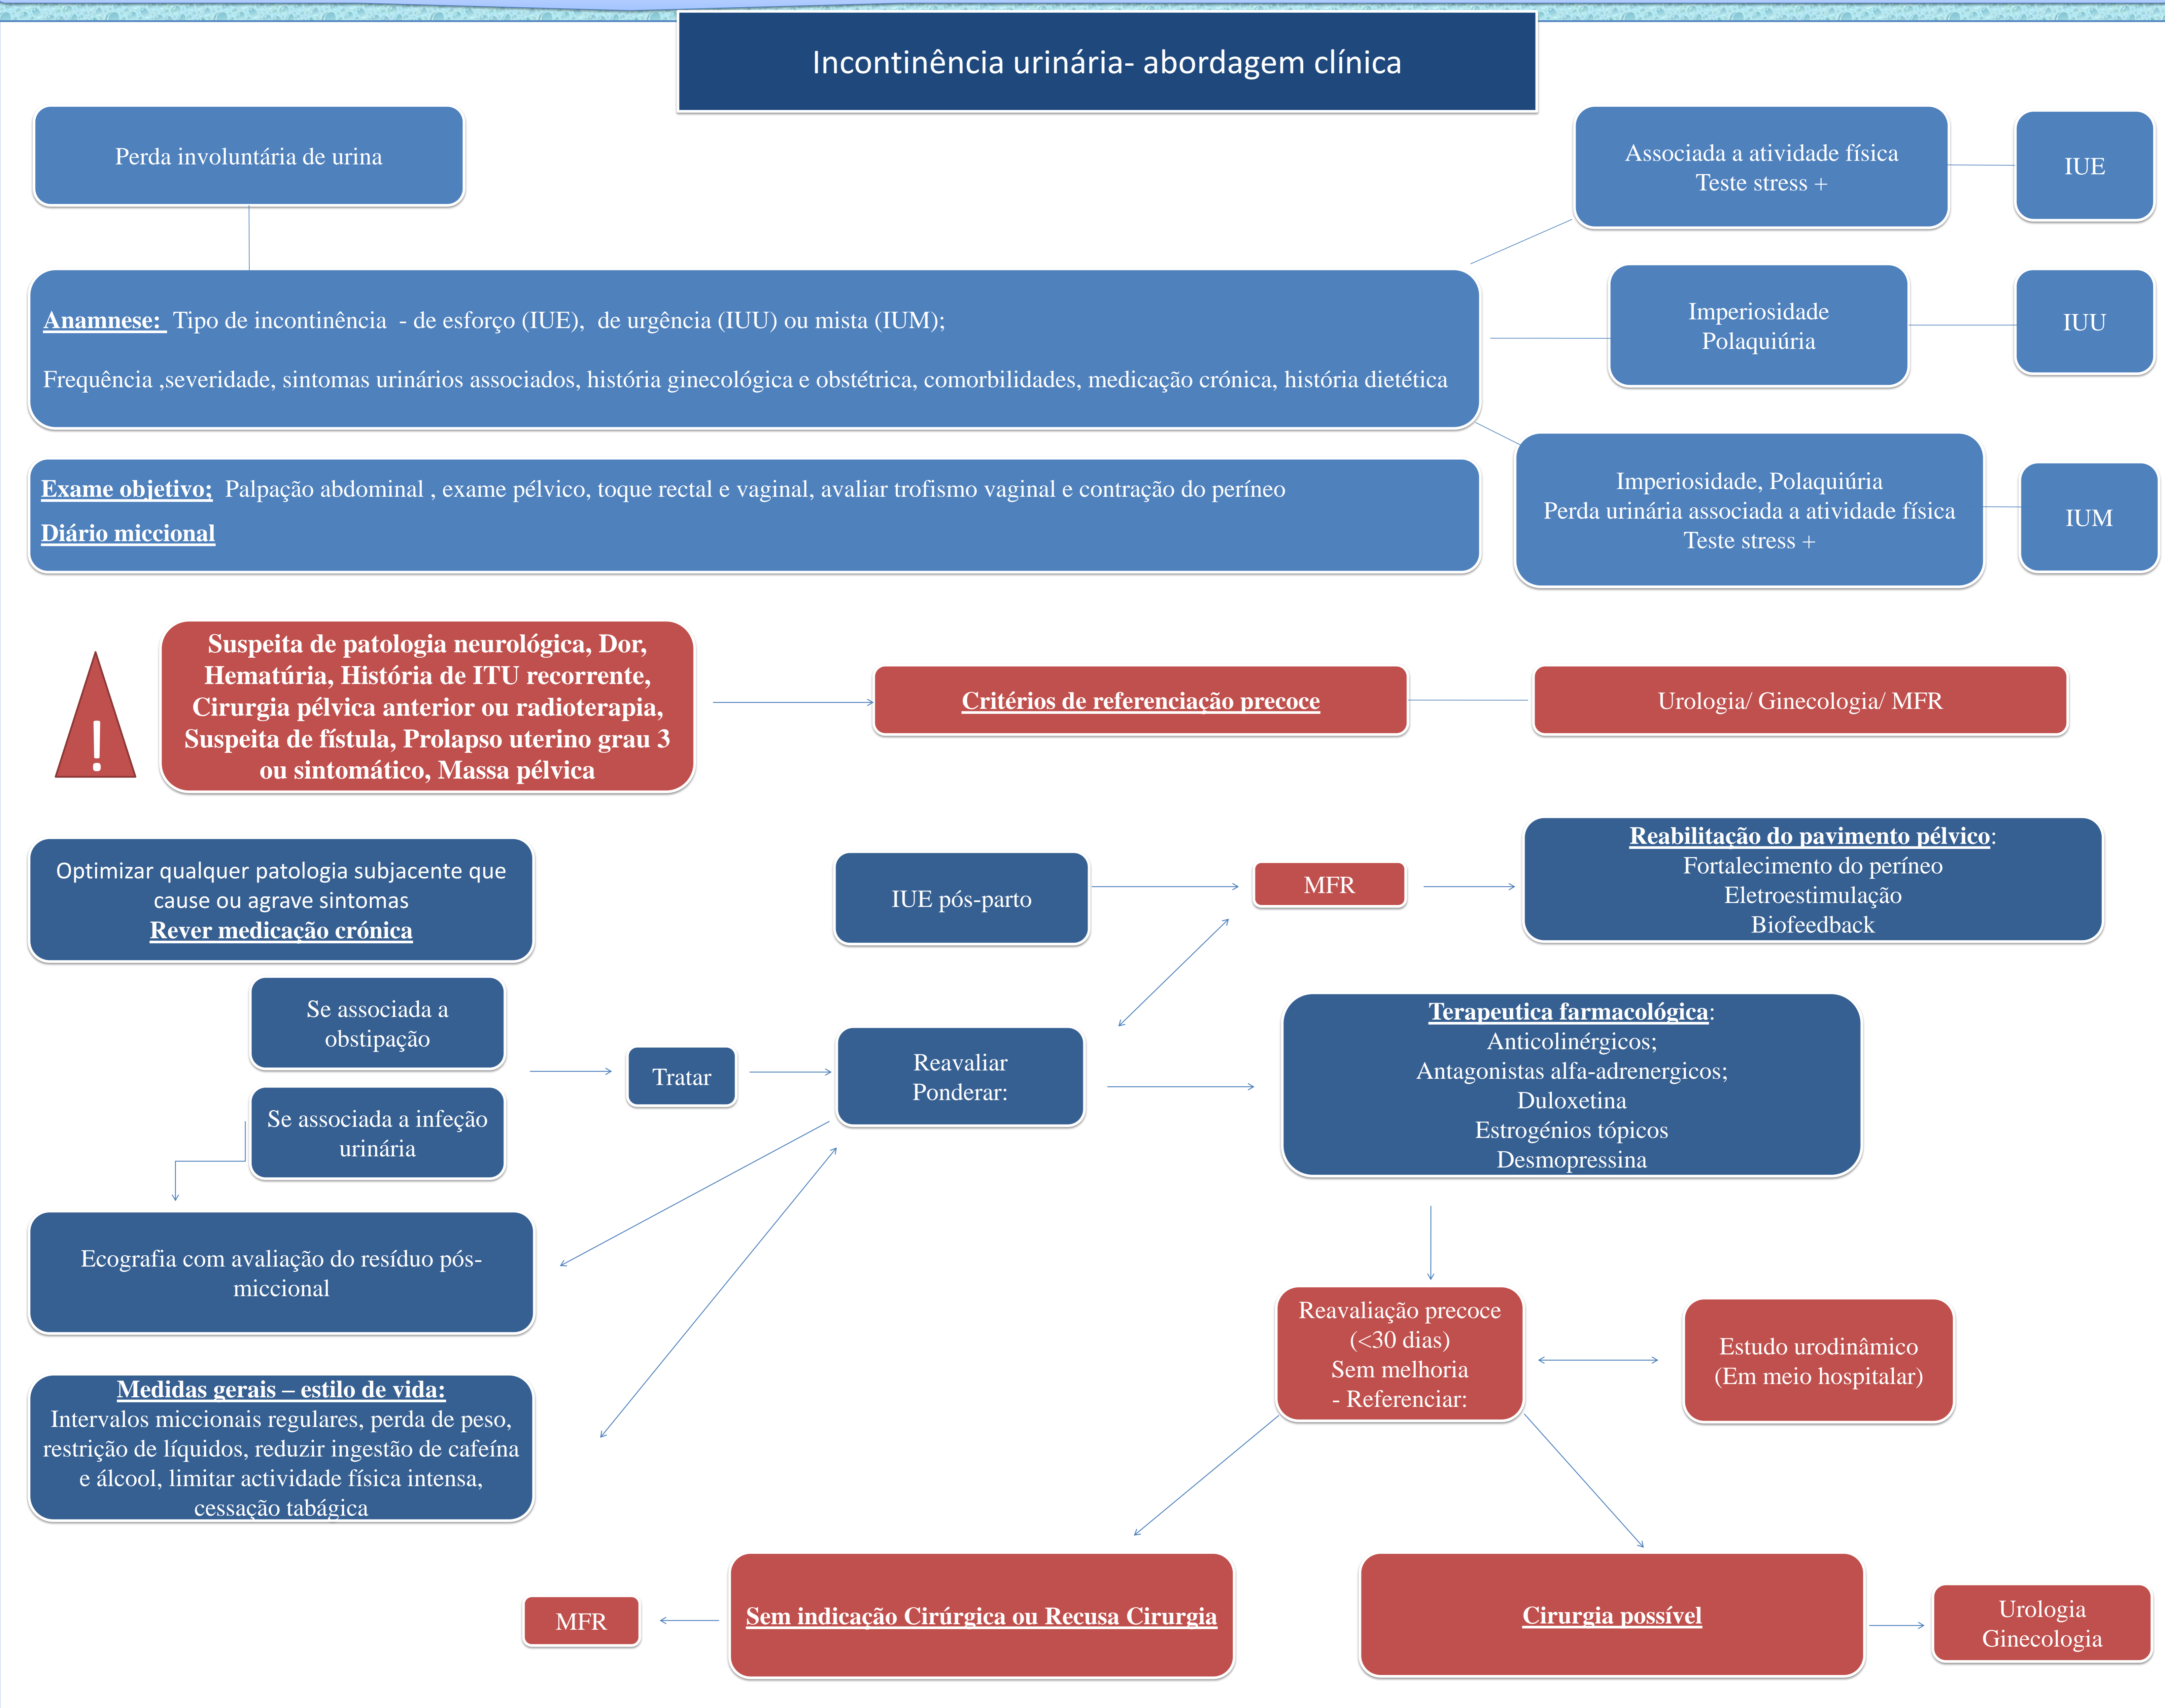 Incontinência urinária- abordagem clínica
Perda involuntária de urina
Associada a atividade física
Teste stress +
IUE
Anamnese: Tipo de incontinência - de esforço (IUE), de urgência (IUU) ou mista (IUM);
Frequência ,severidade, sintomas urinários associados, história ginecológica e obstétrica, comorbilidades, medicação crónica, história dietética
Imperiosidade
Polaquiúria
IUU
Exame objetivo; Palpação abdominal , exame pélvico, toque rectal e vaginal, avaliar trofismo vaginal e contração do períneo
Diário miccional
Imperiosidade, Polaquiúria
Perda urinária associada a atividade física
Teste stress +
IUM
!
Suspeita de patologia neurológica, Dor,
Hematúria, História de ITU recorrente,
Cirurgia pélvica anterior ou radioterapia,
Suspeita de fístula, Prolapso uterino grau 3
ou sintomático, Massa pélvica
Critérios de referenciação precoce
Urologia/ Ginecologia/ MFR
Optimizar qualquer patologia subjacente que
cause ou agrave sintomas
Rever medicação crónica
IUE pós-parto
MFR
Reabilitação do pavimento pélvico:
Fortalecimento do períneo
Eletroestimulação
Biofeedback
Se associada a
obstipação
Se associada a infeção
urinária
Tratar
Reavaliar
Ponderar:
Terapeutica farmacológica:
Anticolinérgicos;
Antagonistas alfa-adrenergicos;
Duloxetina
Estrogénios tópicos
Desmopressina
Ecografia com avaliação do resíduo pós-
miccional
Medidas gerais – estilo de vida:
Intervalos miccionais regulares, perda de peso,
restrição de líquidos, reduzir ingestão de cafeína
e álcool, limitar actividade física intensa,
cessação tabágica
Reavaliação precoce
(<30 dias)
Sem melhoria
- Referenciar:
Estudo urodinâmico
(Em meio hospitalar)
MFR
Sem indicação Cirúrgica ou Recusa Cirurgia
Cirurgia possível
Urologia
Ginecologia